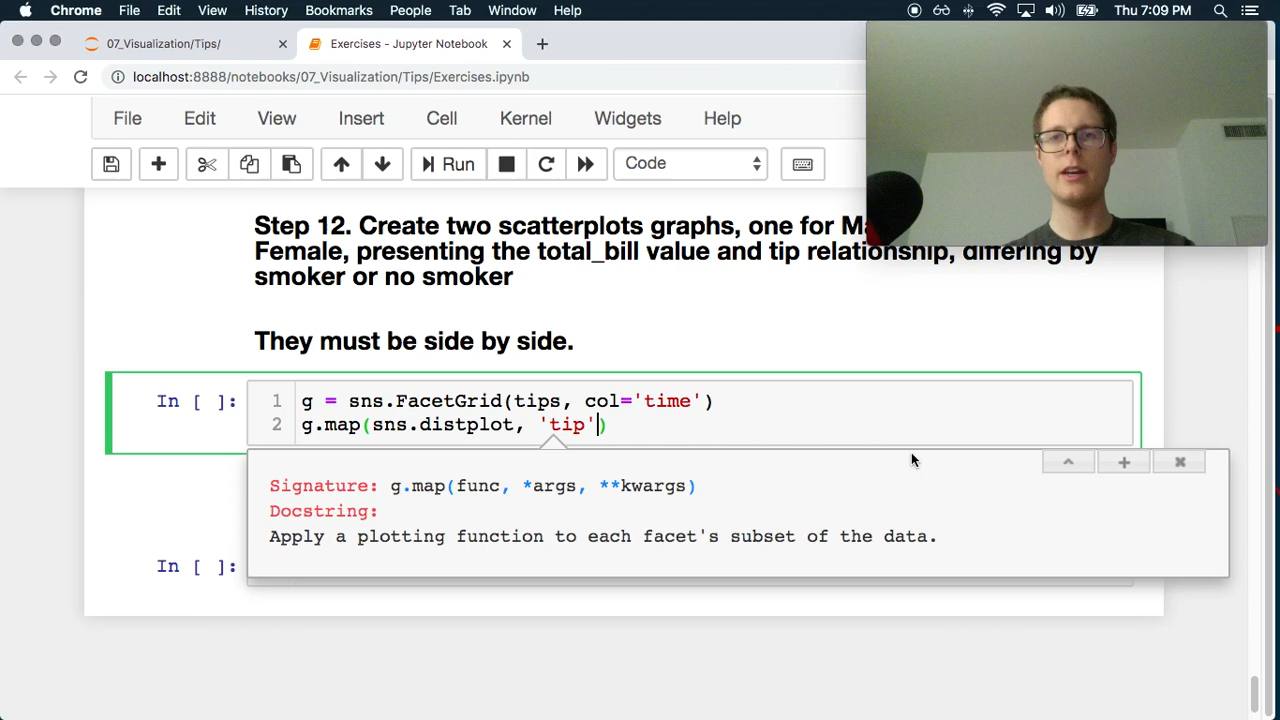 Chrome File Edit View History Bookmarks People Tab Window Help Thu 7:09 PM
07_Visualization/Tips/ Exercises - Jupyter Notebook
localhost:8888/notebooks/07_Visualization/Tips/Exercises.ipynb
File Edit View Insert Cell Kernel Widgets Help
Run Code
Step 12. Create two scatterplots graphs, one for
Female, presenting the total_bill value and tip relationship, differing by
smoker or no smoker
They must be side by side.
In [ ]: 1 g = sns.FacetGrid(tips, col='time')
2 g.map(sns.distplot, 'tip')
Signature: g.map(func, *args, **kwargs)
Docstring:
Apply a plotting function to each facet's subset of the data.
In [ ]: